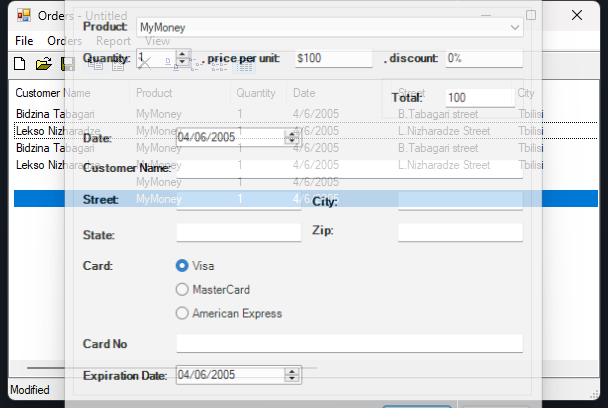 Orders - Untitled
File Orders Report View
Product: MyMoney
Quantity: 1 , price per unit: $100 , discount: 0%
Total: 100
Customer Name Product Quantity Date Street City
Bidzina Tabagari MyMoney 1 4/6/2005 B.Tabagari street Tbilisi
Lekso Nizharadze MyMoney 1 4/6/2005 L.Nizharadze Street Tbilisi
Bidzina Tabagari MyMoney 1 4/6/2005 B.Tabagari street Tbilisi
Lekso Nizharadze MyMoney 1 4/6/2005 L.Nizharadze Street Tbilisi
MyMoney 1 4/6/2005
MyMoney 1 4/6/2005
Date: 04/06/2005
Customer Name:
Street: City:
State: Zip:
Card: Visa
MasterCard
American Express
Card No
Expiration Date: 04/06/2005
Modified